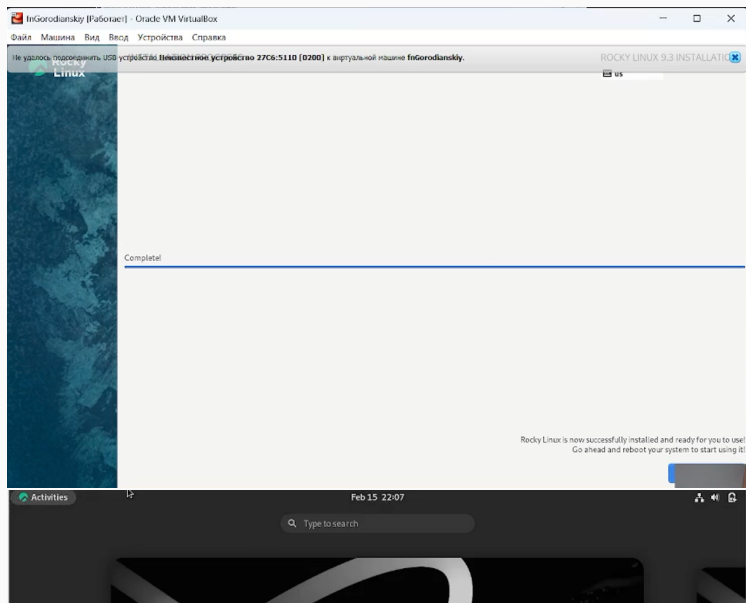 fnGorodianskiy [Работает] - Oracle VM VirtualBox
Файл Машина Вид Ввод Устройства Справка
Не удалось подсоединить USB-устройство Неизвестное устройство 27C6:5110 [0200] к виртуальной машине fnGorodianskiy.
ROCKY LINUX 9.3 INSTALLATIO
Rocky
Linux
us
Complete!
Rocky Linux is now successfully installed and ready for you to use!
Go ahead and reboot your system to start using it!
Activities
Feb 15 22:07
Type to search